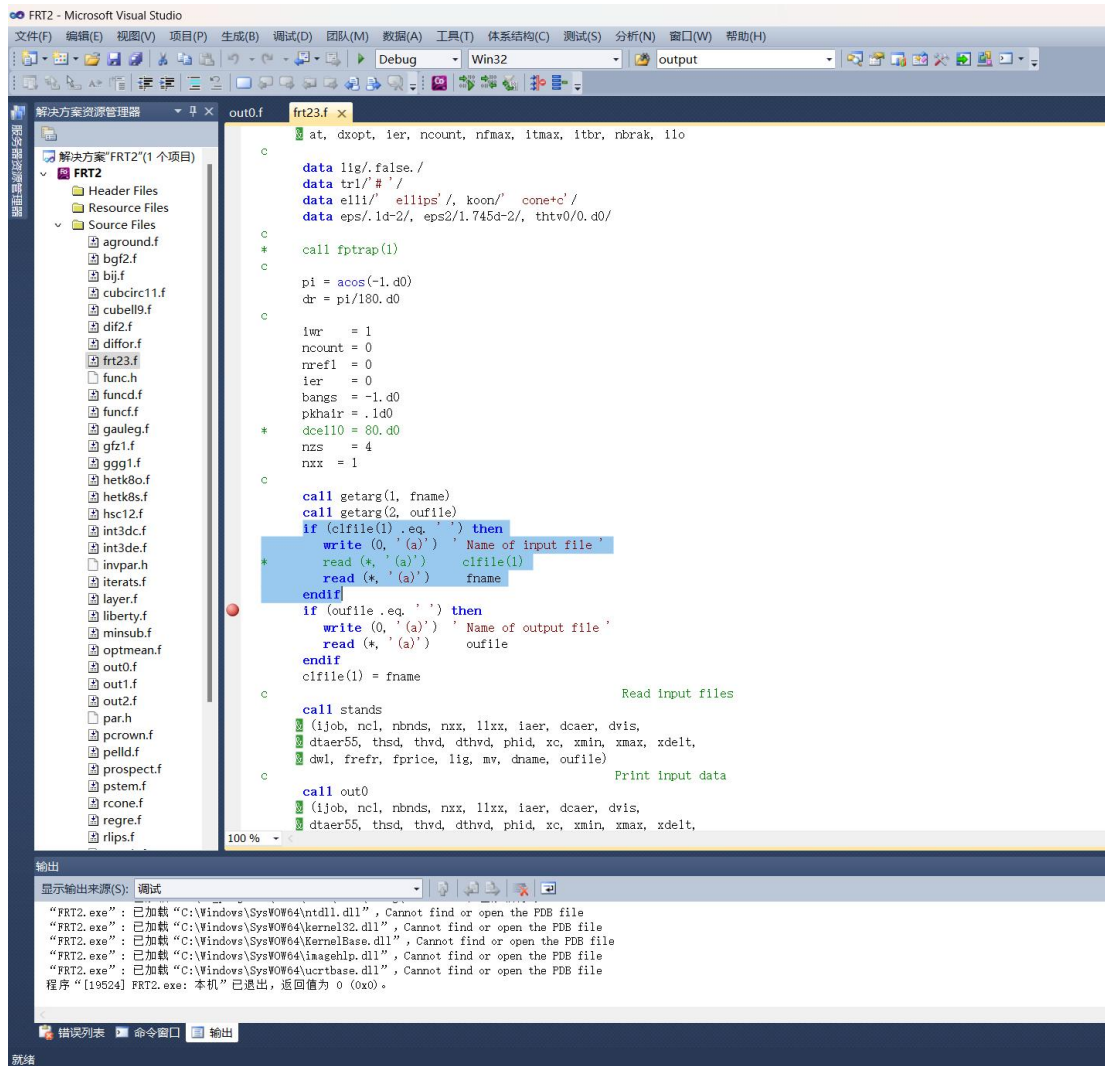 FRT2 - Microsoft Visual Studio
文件(F) 编辑(E) 视图(V) 项目(P) 生成(B) 调试(D) 团队(M) 数据(A) 工具(T) 体系结构(C) 测试(S) 分析(N) 窗口(W) 帮助(H)
Debug Win32 output
服务器资源管理器
解决方案资源管理器
解决方案"FRT2"(1 个项目)
FRT2
Header Files
Resource Files
Source Files
aground.f
bgf2.f
bij.f
cubcirc11.f
cubell9.f
dif2.f
diffor.f
frt23.f
func.h
funcd.f
funcf.f
gauleg.f
gfz1.f
ggg1.f
hetk8o.f
hetk8s.f
hsc12.f
int3dc.f
int3de.f
invpar.h
iterats.f
layer.f
liberty.f
minsub.f
optmean.f
out0.f
out1.f
out2.f
par.h
pcrown.f
pelld.f
prospect.f
pstem.f
rcone.f
regre.f
rlips.f
out0.f frt23.f
& at, dxopt, ier, ncount, nfmax, itmax, itbr, nbrak, ilo
c
data lig/.false./
data trl/'# '/
data elli/' ellips'/, koon/' cone+c'/
data eps/.1d-2/, eps2/1.745d-2/, thtv0/0.d0/
c
* call fptrap(1)
c
pi = acos(-1.d0)
dr = pi/180.d0
c
iwr = 1
ncount = 0
nrefl = 0
ier = 0
bangs = -1.d0
pkhair = .1d0
* dcell0 = 80.d0
nzs = 4
nxx = 1
c
call getarg(1, fname)
call getarg(2, oufile)
if (clfile(1) .eq. ' ') then
write (0, '(a)') ' Name of input file '
* read (*, '(a)') clfile(1)
read (*, '(a)') fname
endif
if (oufile .eq. ' ') then
write (0, '(a)') ' Name of output file '
read (*, '(a)') oufile
endif
clfile(1) = fname
c Read input files
call stands
& (ijob, ncl, nbnds, nxx, llxx, iaer, dcaer, dvis,
& dtaer55, thsd, thvd, dthvd, phid, xc, xmin, xmax, xdelt,
& dwl, frefr, fprice, lig, mv, dname, oufile)
c Print input data
call out0
& (ijob, ncl, nbnds, nxx, llxx, iaer, dcaer, dvis,
& dtaer55, thsd, thvd, dthvd, phid, xc, xmin, xmax, xdelt,
100 %
输出
显示输出来源(S): 调试
“FRT2.exe”: 已加载“C:\Windows\SysWOW64\ntdll.dll”, Cannot find or open the PDB file
“FRT2.exe”: 已加载“C:\Windows\SysWOW64\kernel32.dll”, Cannot find or open the PDB file
“FRT2.exe”: 已加载“C:\Windows\SysWOW64\KernelBase.dll”, Cannot find or open the PDB file
“FRT2.exe”: 已加载“C:\Windows\SysWOW64\imagehlp.dll”, Cannot find or open the PDB file
“FRT2.exe”: 已加载“C:\Windows\SysWOW64\ucrtbase.dll”, Cannot find or open the PDB file
程序“[19524] FRT2.exe: 本机”已退出，返回值为 0 (0x0)。
错误列表 命令窗口 输出
就绪